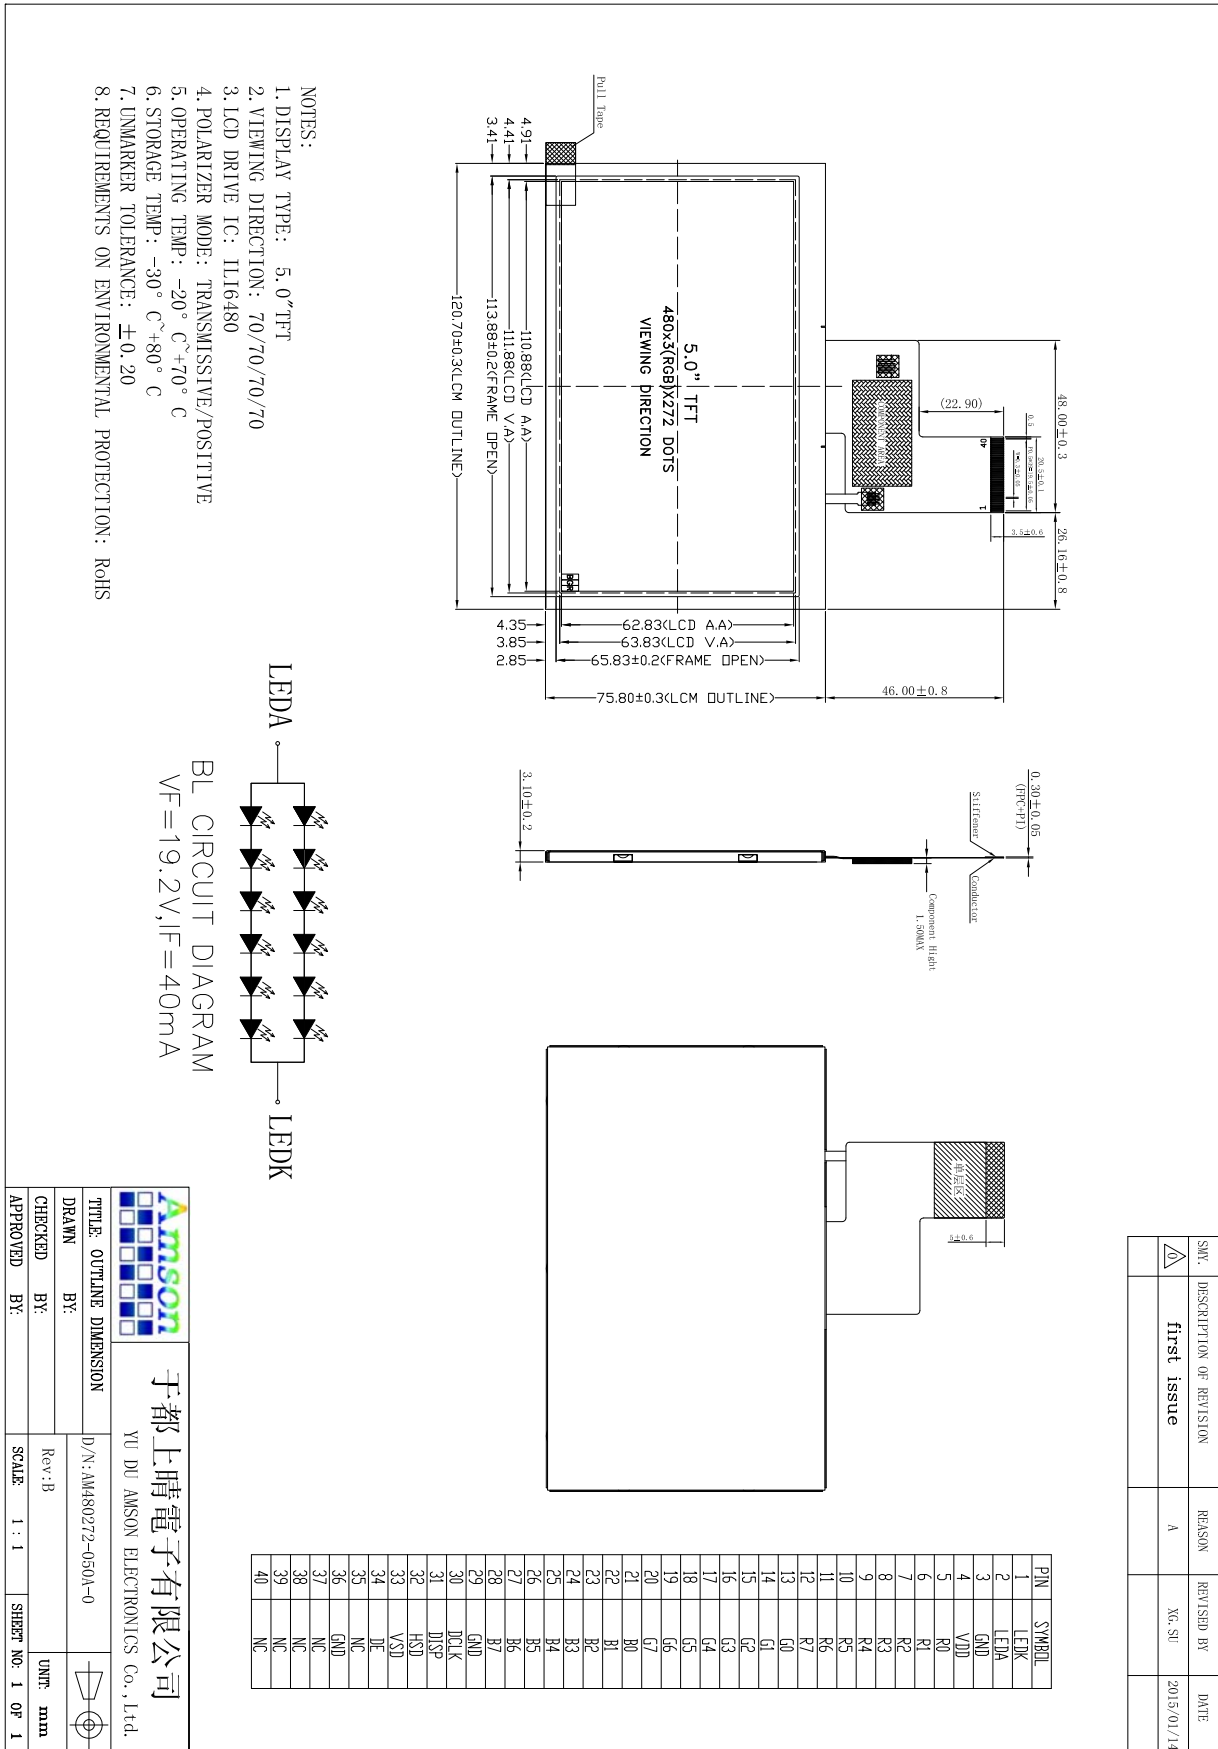 SMY.
DESCRIPTION OF REVISION
REASON
REVISED BY
DATE
0
first issue
A
XG.SU
2015/01/14
Pull Tape
4.91
4.41
3.41
110.88(LCD A.A)
111.88(LCD V.A)
113.88±0.2(FRAME OPEN)
120.70±0.3(LCM OUTLINE)
5.0" TFT
480x3(RGB)X272 DOTS
VIEWING DIRECTION
BGR
48.00±0.3
26.16±0.8
(22.90)
0.5
20.5±0.1
40
1
3.5±0.6
COMPONENT AREA
62.83(LCD A.A)
63.83(LCD V.A)
65.83±0.2(FRAME OPEN)
75.80±0.3(LCM OUTLINE)
4.35
3.85
2.85
46.00±0.8
0.30±0.05
(FPC+PI)
Stiffener
Conductor
Component Hight
1.50MAX
3.10±0.2
单层区
5±0.6
NOTES:
1.DISPLAY TYPE: 5.0"TFT
2.VIEWING DIRECTION: 70/70/70/70
3.LCD DRIVE IC: ILI6480
4.POLARIZER MODE: TRANSMISSIVE/POSITIVE
5.OPERATING TEMP: -20° C~+70° C
6.STORAGE TEMP: -30° C~+80° C
7.UNMARKER TOLERANCE: ±0.20
8.REQUIREMENTS ON ENVIRONMENTAL PROTECTION: RoHS
LEDA
LEDK
BL CIRCUIT DIAGRAM
VF=19.2V,IF=40mA
PIN SYMBOL
1 LEDK
2 LEDA
3 GND
4 VDD
5 R0
6 R1
7 R2
8 R3
9 R4
10 R5
11 R6
12 R7
13 G0
14 G1
15 G2
16 G3
17 G4
18 G5
19 G6
20 G7
21 B0
22 B1
23 B2
24 B3
25 B4
26 B5
27 B6
28 B7
29 GND
30 DCLK
31 DISP
32 HSD
33 VSD
34 DE
35 NC
36 GND
37 NC
38 NC
39 NC
40 NC
Amson
于都上晴電子有限公司
YU DU AMSON ELECTRONICS Co.,Ltd.
TITLE: OUTLINE DIMENSION
D/N:AM480272-050A-0
DRAWN BY:
CHECKED BY:
Rev:B
UNIT: mm
APPROVED BY:
SCALE: 1 : 1
SHEET NO: 1 OF 1